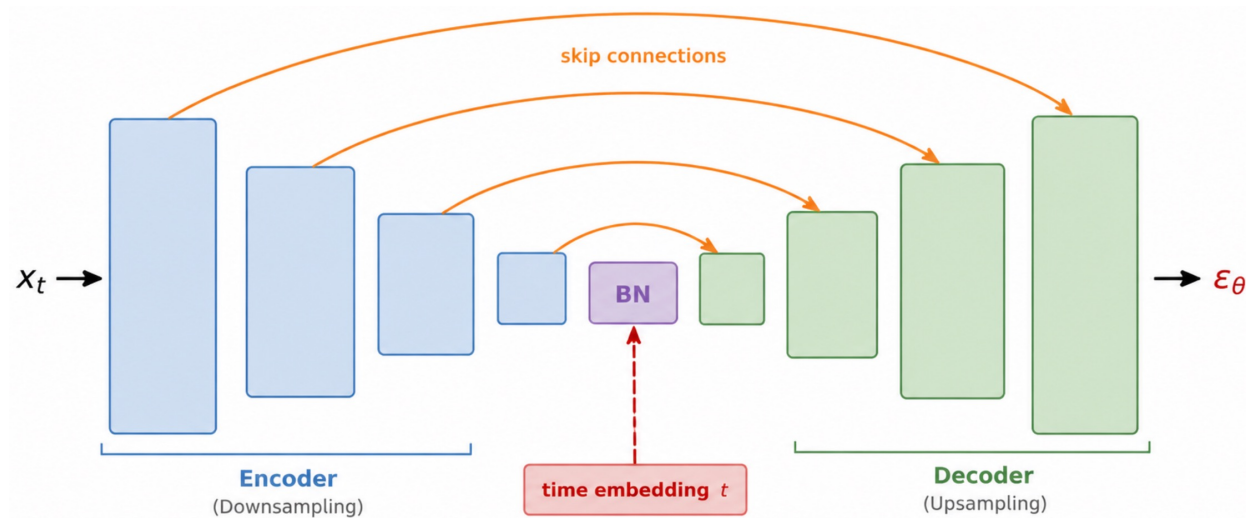 skip connections
x_t
BN
ε_θ
Encoder
(Downsampling)
time embedding t
Decoder
(Upsampling)